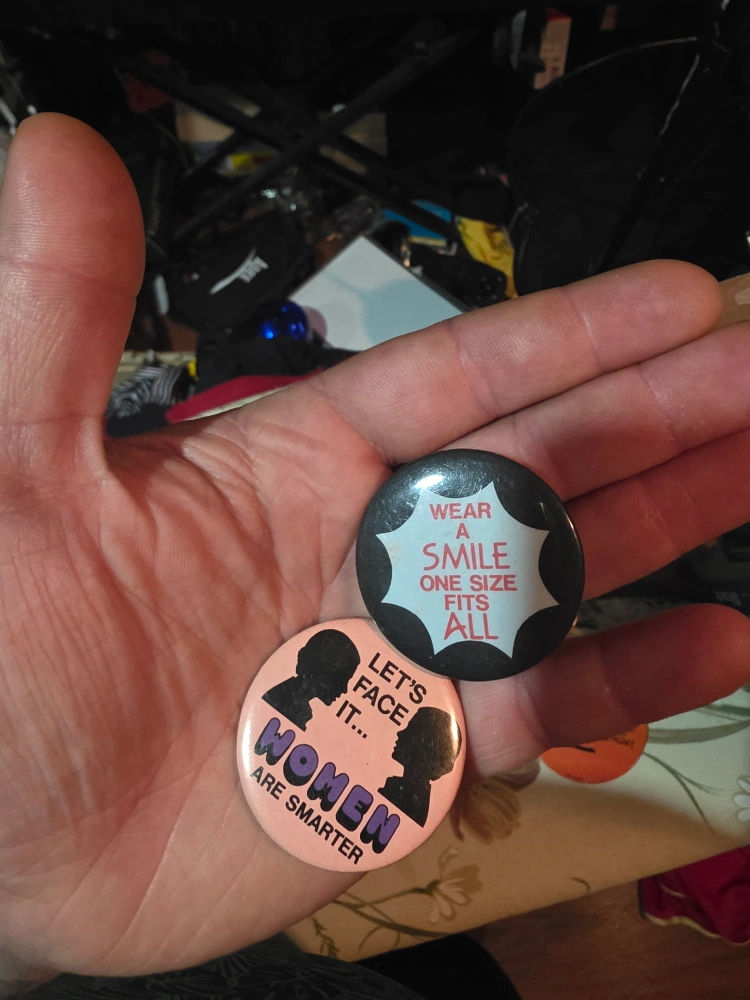 WEAR
A
SMILE
ONE SIZE
FITS
ALL
LET'S
FACE
IT...
WOMEN
ARE SMARTER